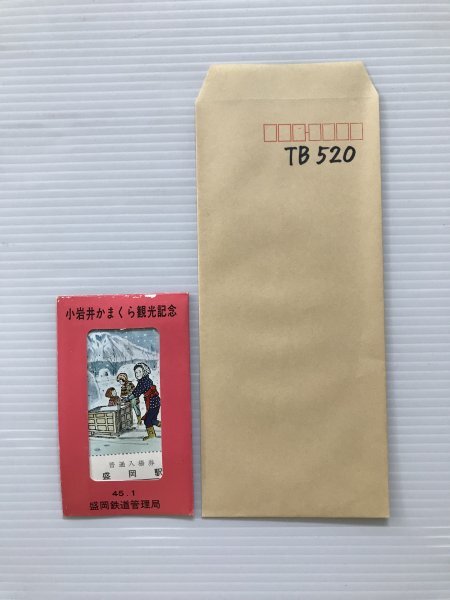 小岩井かまくら観光記念
普通入場券
盛岡駅
45.1
盛岡鉄道管理局
TB 520